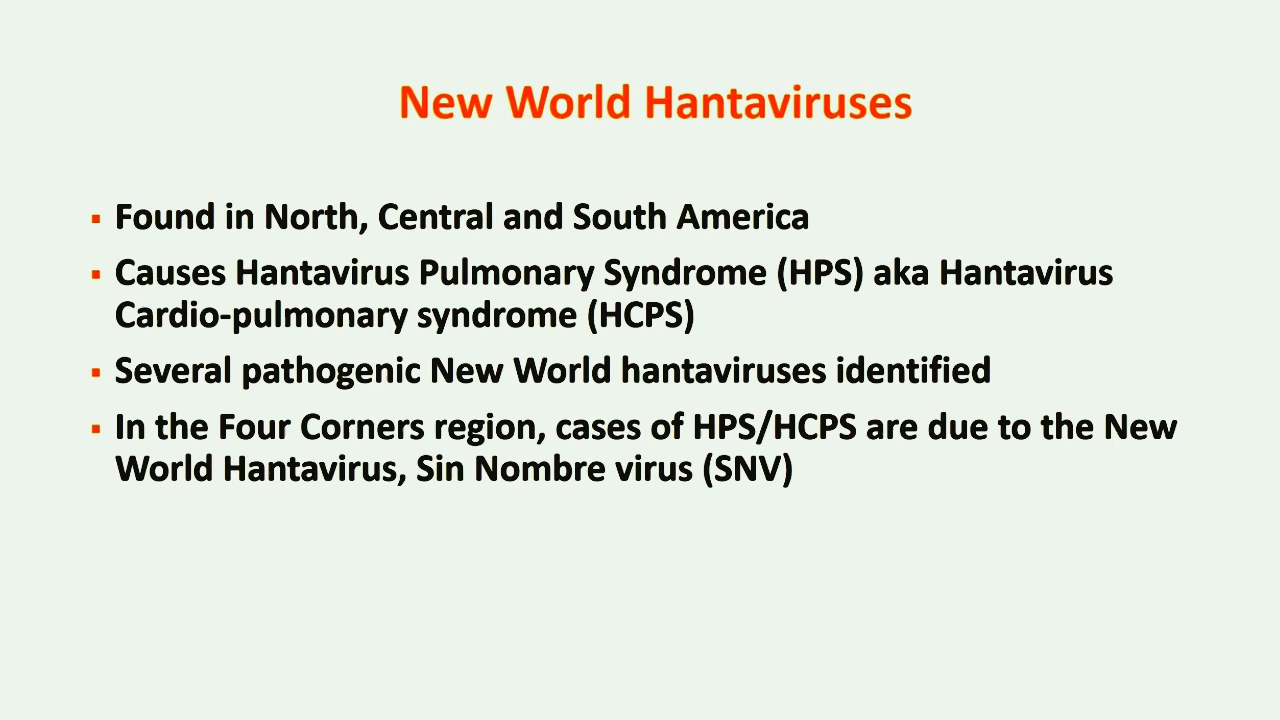 New World Hantaviruses
▪ Found in North, Central and South America
▪ Causes Hantavirus Pulmonary Syndrome (HPS) aka Hantavirus
Cardio-pulmonary syndrome (HCPS)
▪ Several pathogenic New World hantaviruses identified
▪ In the Four Corners region, cases of HPS/HCPS are due to the New
World Hantavirus, Sin Nombre virus (SNV)